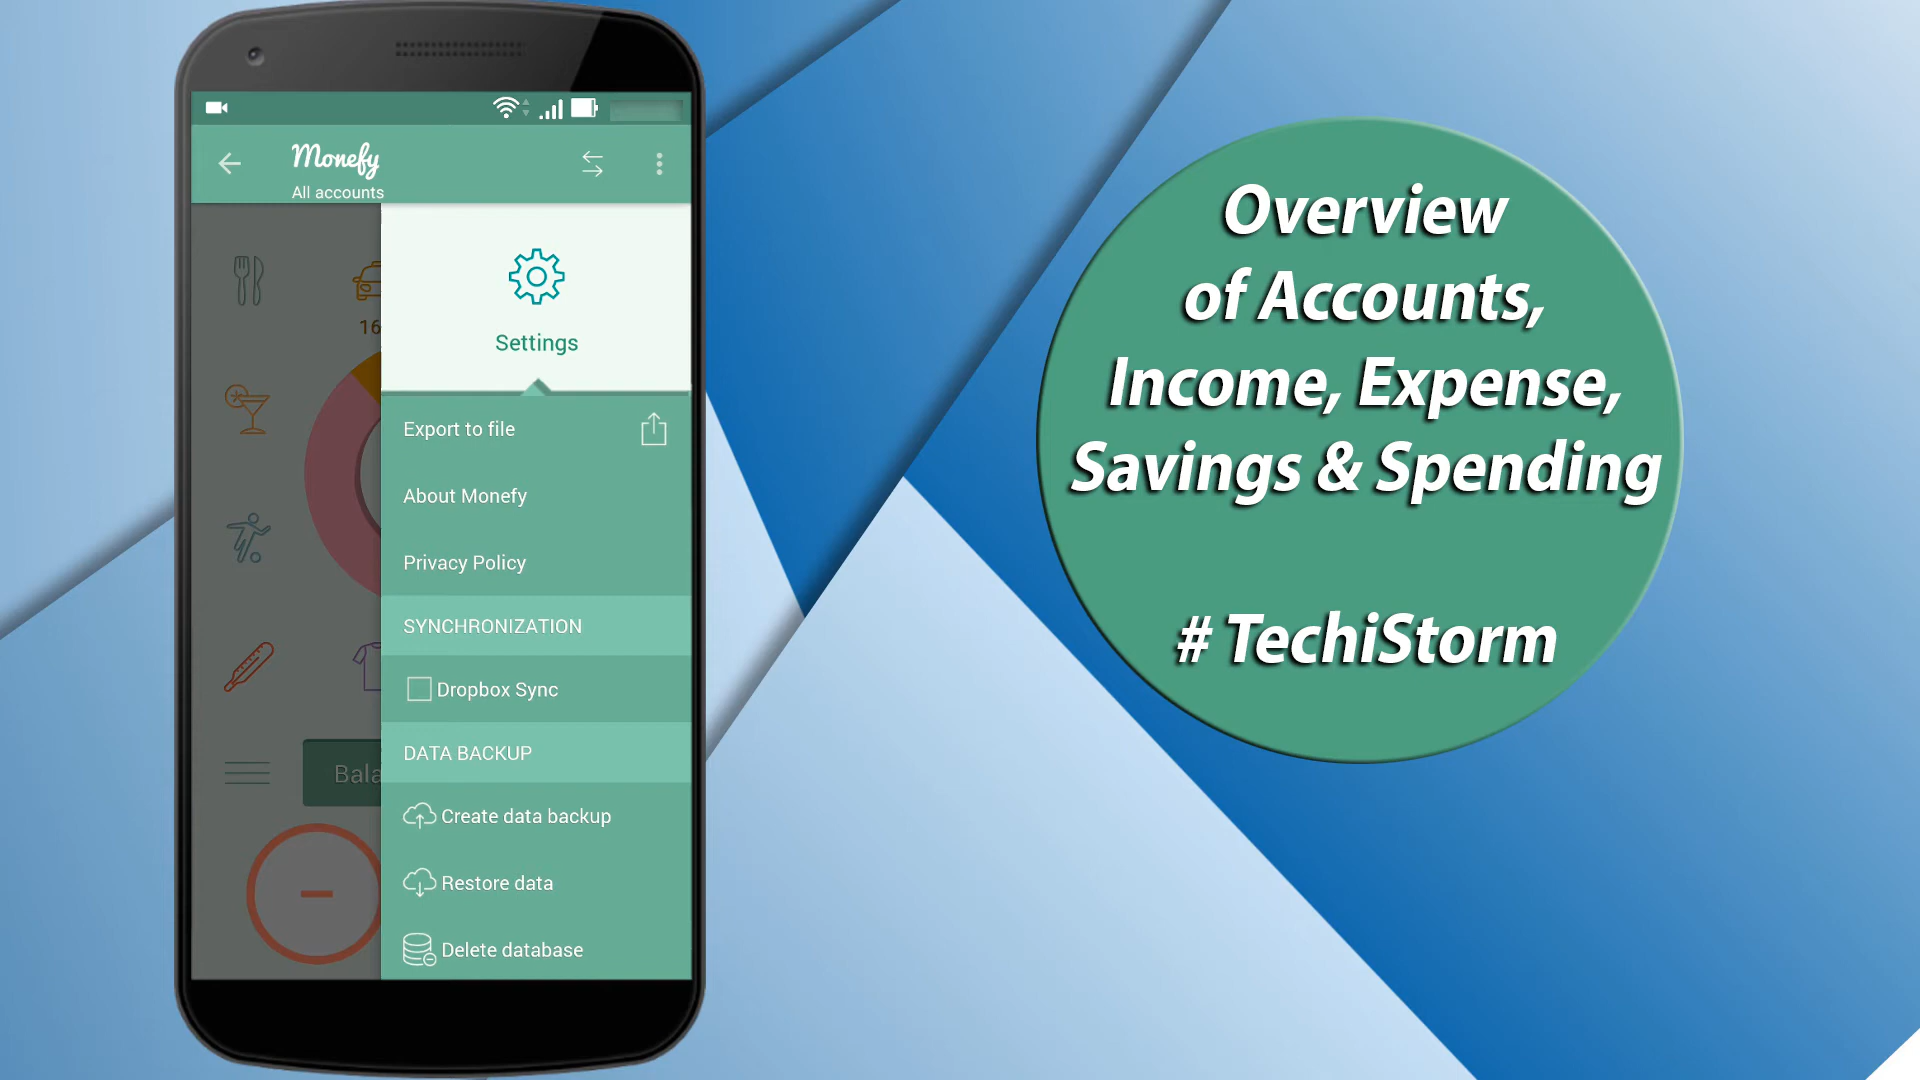 Monefy
All accounts
16
Settings
Export to file
About Monefy
Privacy Policy
SYNCHRONIZATION
Dropbox Sync
DATA BACKUP
Bala
Create data backup
Restore data
Delete database
Overview
of Accounts,
Income, Expense,
Savings & Spending
# TechiStorm